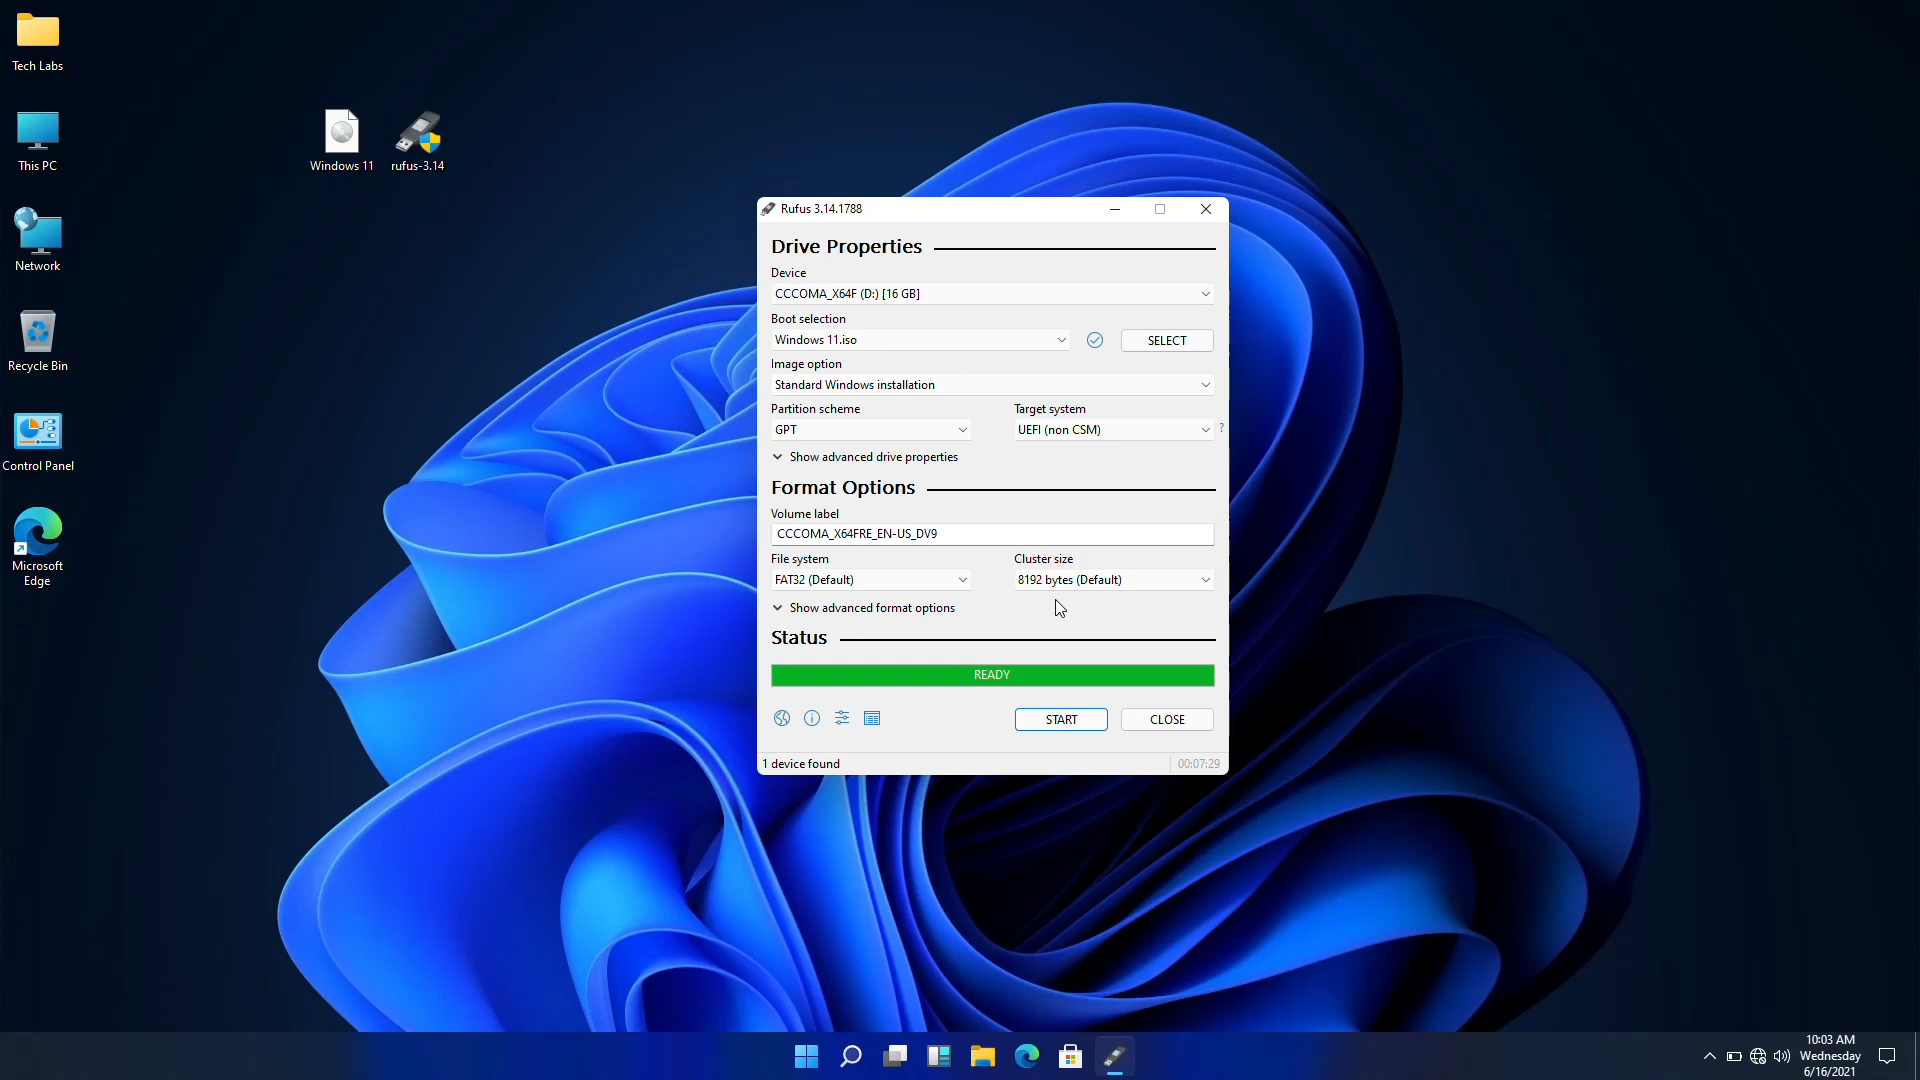 Tech Labs
This PC
Network
Recycle Bin
Control Panel
Microsoft
Edge
Windows 11
rufus-3.14
Rufus 3.14.1788
Drive Properties
Device
CCCOMA_X64F (D:) [16 GB]
Boot selection
Windows 11.iso
SELECT
Image option
Standard Windows installation
Partition scheme
Target system
GPT
UEFI (non CSM)
?
Show advanced drive properties
Format Options
Volume label
CCCOMA_X64FRE_EN-US_DV9
File system
Cluster size
FAT32 (Default)
8192 bytes (Default)
Show advanced format options
Status
READY
START
CLOSE
1 device found
00:07:29
10:03 AM
Wednesday
6/16/2021